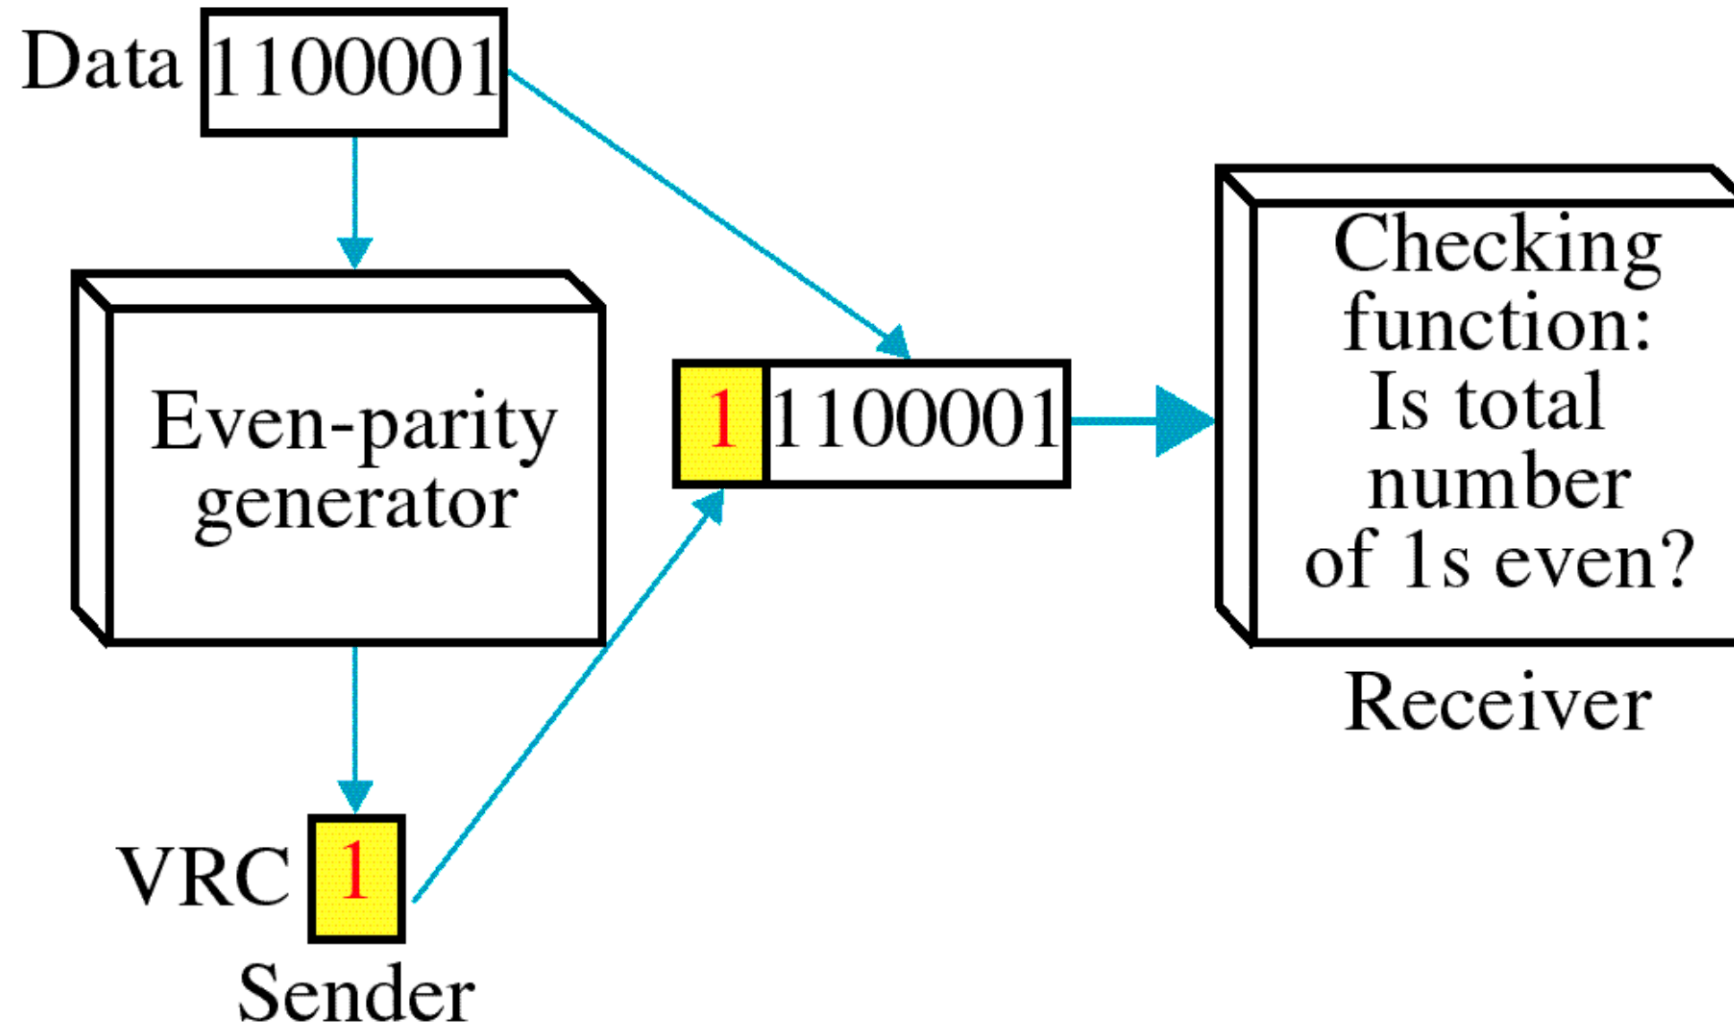 Data 1100001
Even-parity
generator
VRC 1
Sender
1 1100001
Checking
function:
Is total
number
of 1s even?
Receiver